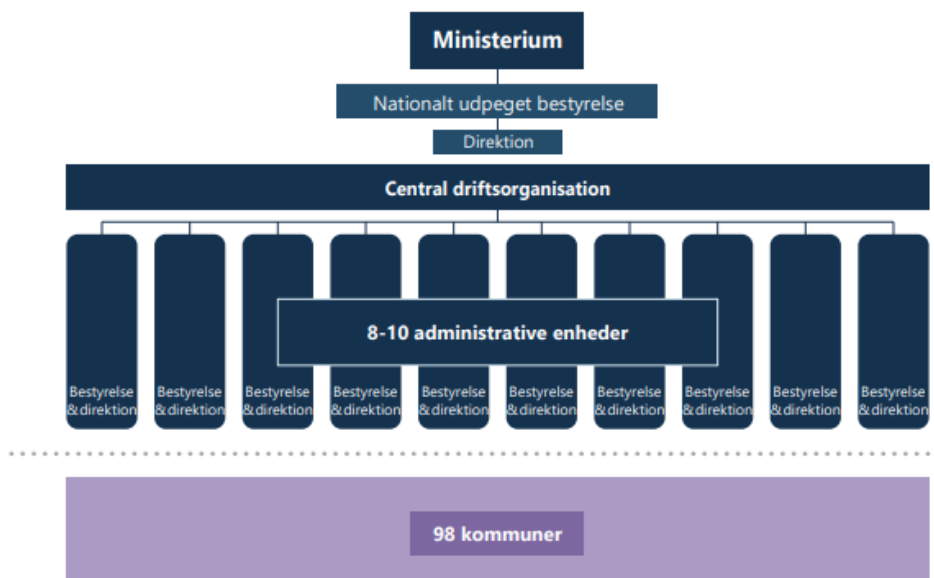 Ministerium
Nationalt udpeget bestyrelse
Direktion
Central driftsorganisation
8-10 administrative enheder
Bestyrelse
& direktion
Bestyrelse
& direktion
Bestyrelse
& direktion
Bestyrelse
& direktion
Bestyrelse
& direktion
Bestyrelse
& direktion
Bestyrelse
& direktion
Bestyrelse
& direktion
Bestyrelse
& direktion
Bestyrelse
& direktion
98 kommuner